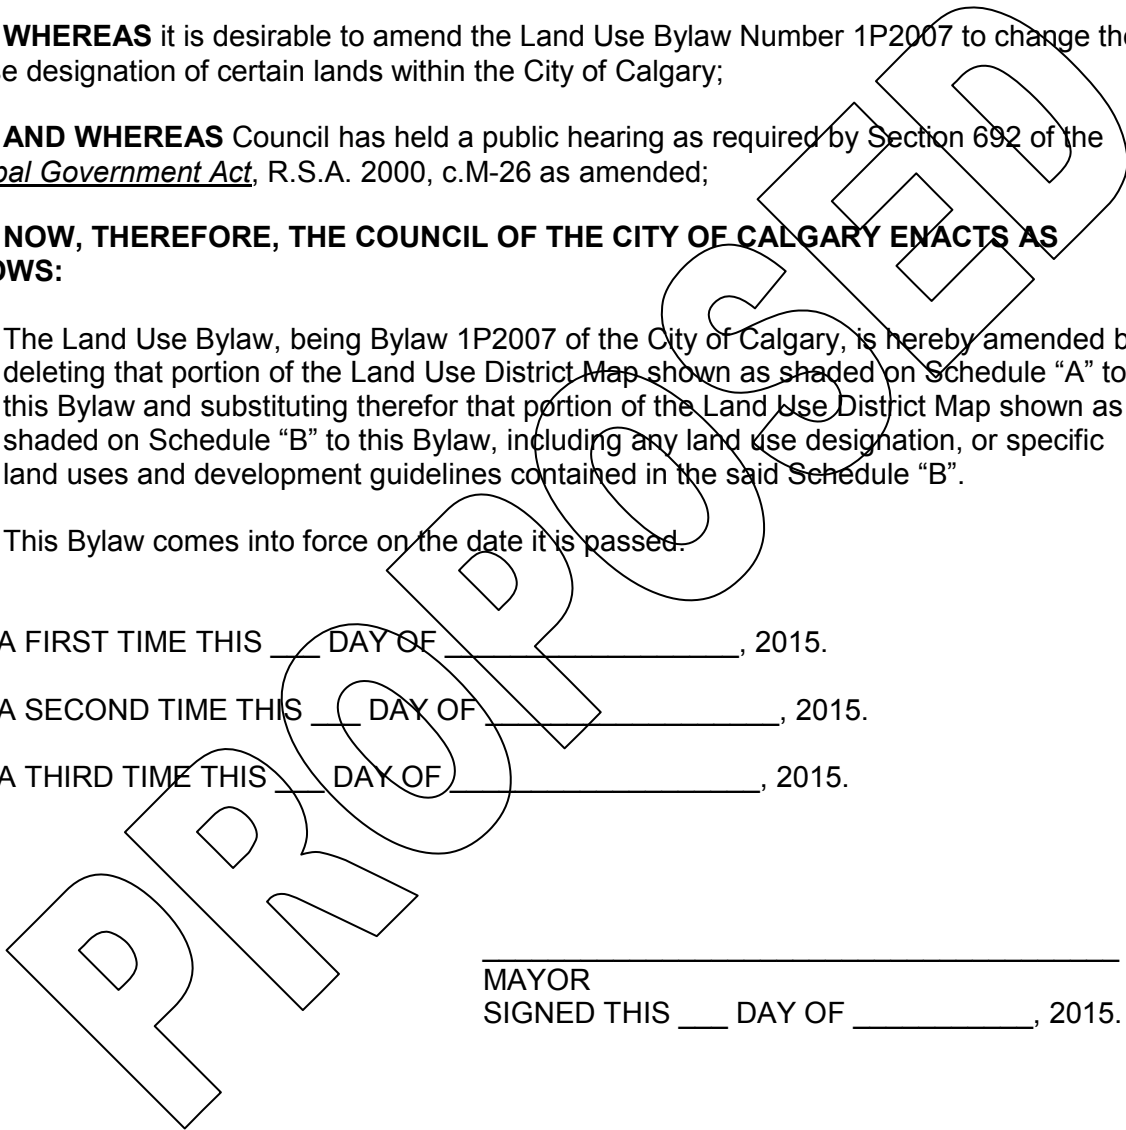 WHEREAS it is desirable to amend the Land Use Bylaw Number 1P2007 to change the
se designation of certain lands within the City of Calgary;
AND WHEREAS Council has held a public hearing as required by Section 692 of the
pal Government Act, R.S.A. 2000, c.M-26 as amended;
NOW, THEREFORE, THE COUNCIL OF THE CITY OF CALGARY ENACTS AS
OWS:
The Land Use Bylaw, being Bylaw 1P2007 of the City of Calgary, is hereby amended b
deleting that portion of the Land Use District Map shown as shaded on Schedule “A” to
this Bylaw and substituting therefor that portion of the Land Use District Map shown as
shaded on Schedule “B” to this Bylaw, including any land use designation, or specific
land uses and development guidelines contained in the said Schedule “B”.
This Bylaw comes into force on the date it is passed.
A FIRST TIME THIS ___ DAY OF __________________, 2015.
A SECOND TIME THIS ___ DAY OF __________________, 2015.
A THIRD TIME THIS ___ DAY OF ___________________, 2015.
MAYOR
SIGNED THIS ___ DAY OF ___________, 2015.
PROPOSED